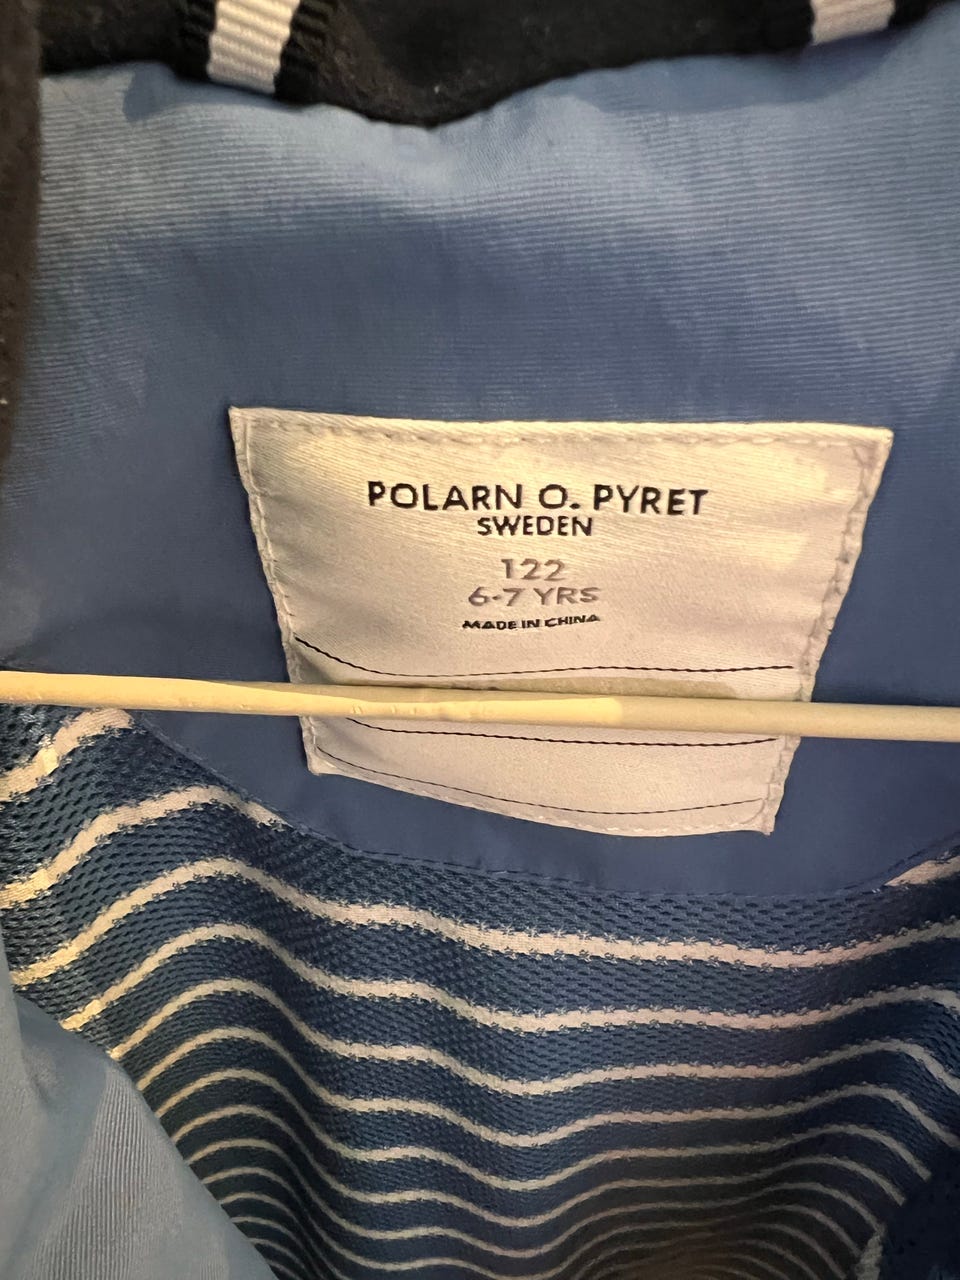 POLARN O. PYRET
SWEDEN
122
6-7 YRS
MADE IN CHINA